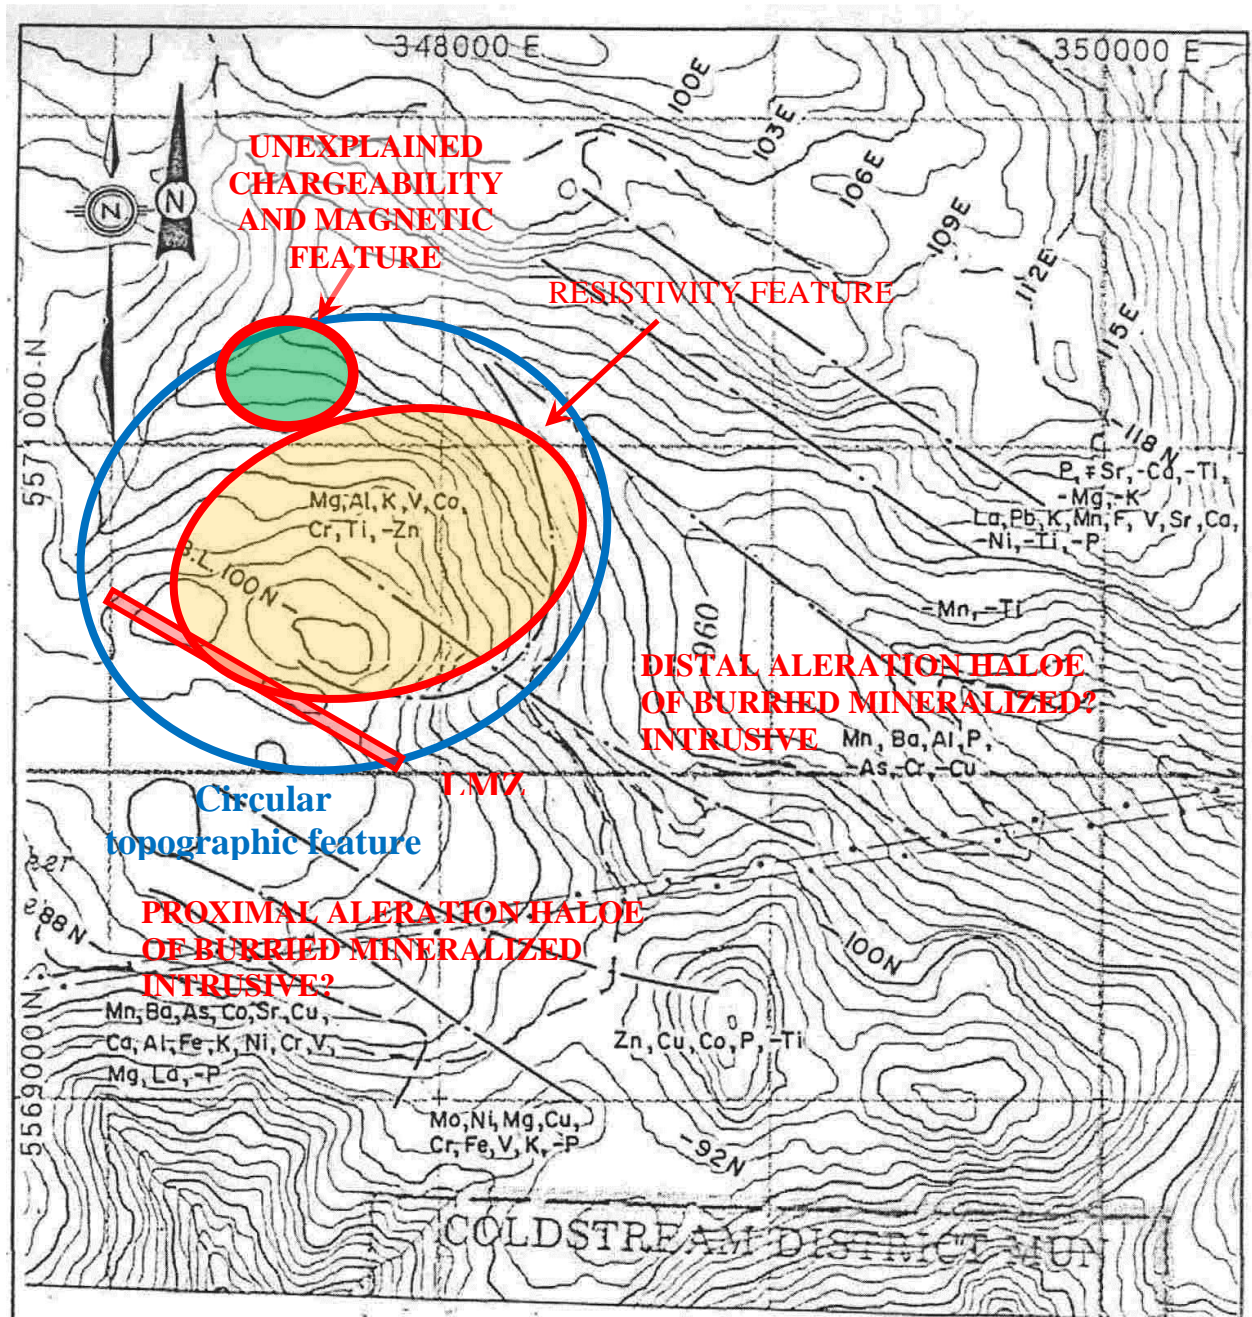 348000 E
350000 E
100E
103E
106E
109E
112E
115E
N
N
UNEXPLAINED
CHARGEABILITY
AND MAGNETIC
FEATURE
RESISTIVITY FEATURE
5571000 N
-118 N
P, +Sr, -Ca, -Ti,
-Mg, -K
La, Pb, K, Mn, F, V, Sr, Ca,
-Ni, -Ti, -P
Mg, Al, K, V, Co,
Cr, Ti, -Zn
B.L. 100N
-Mn, -Ti
960
DISTAL ALERATION HALOE
OF BURRIED MINERALIZED?
INTRUSIVE
Mn, Ba, Al, P,
-As, -Cr, -Cu
LMZ
Circular
topographic feature
PROXIMAL ALERATION HALOE
OF BURRIED MINERALIZED
INTRUSIVE?
88N
100N
Mn, Ba, As, Co, Sr, Cu,
Ca, Al, Fe, K, Ni, Cr, V,
Mg, La, -P
Zn, Cu, Co, P, -Ti
5569000 N
Mo, Ni, Mg, Cu,
Cr, Fe, V, K, -P
-92N
COLDSTREAM DISTRICT MUN